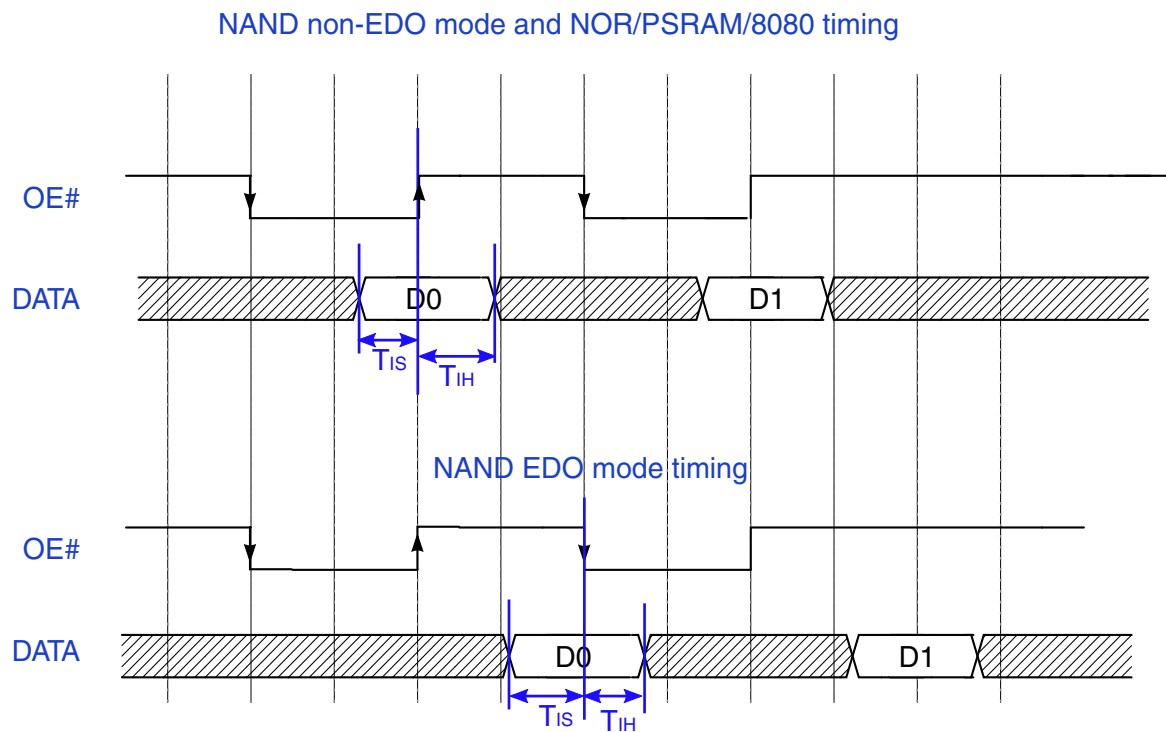 NAND non-EDO mode and NOR/PSRAM/8080 timing
OE#
DATA
D0
D1
TIS
TIH
NAND EDO mode timing
OE#
DATA
D0
D1
TIS
TIH